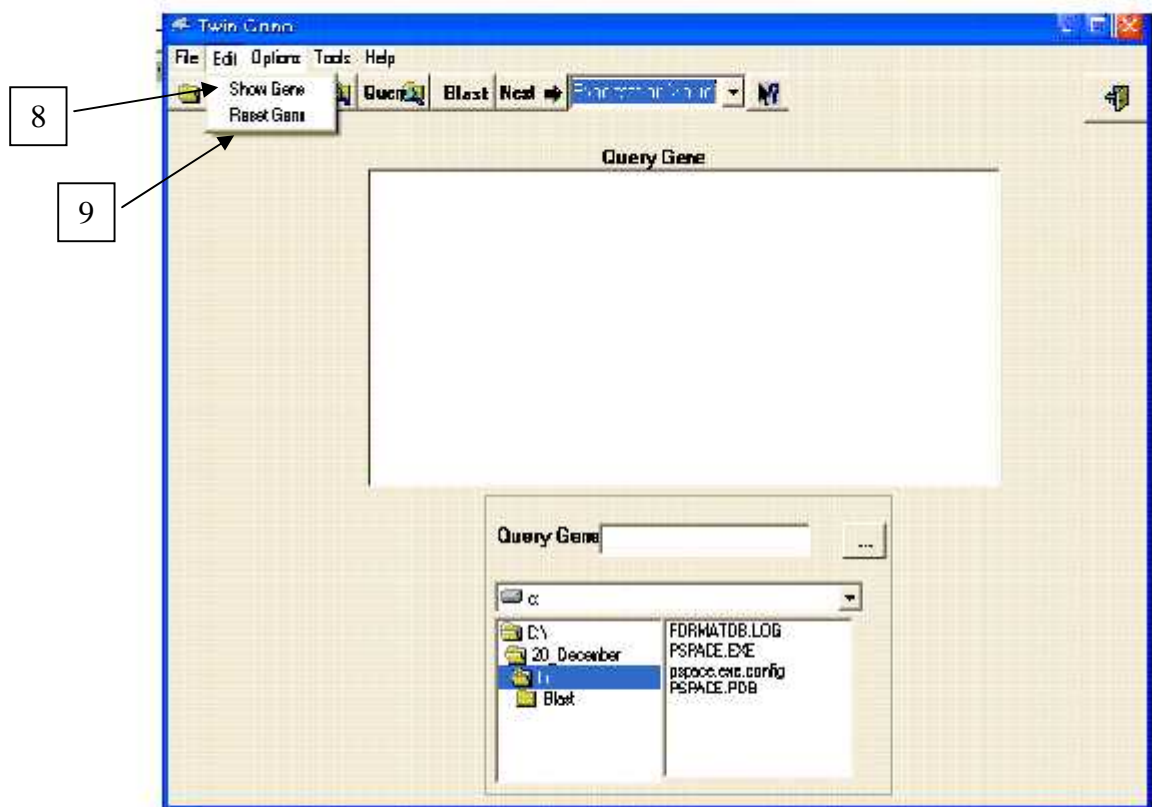 Twin
File Edit Options Tools Help
Show Gene
Reset Gene
Query
Blast
Next
8
9
Query Gene
Query Gene
...
c:
C:\
20_December
Blast
FORMATDB.LOG
PSPACE.EXE
pspace.exe.config
PSPACE.PDB